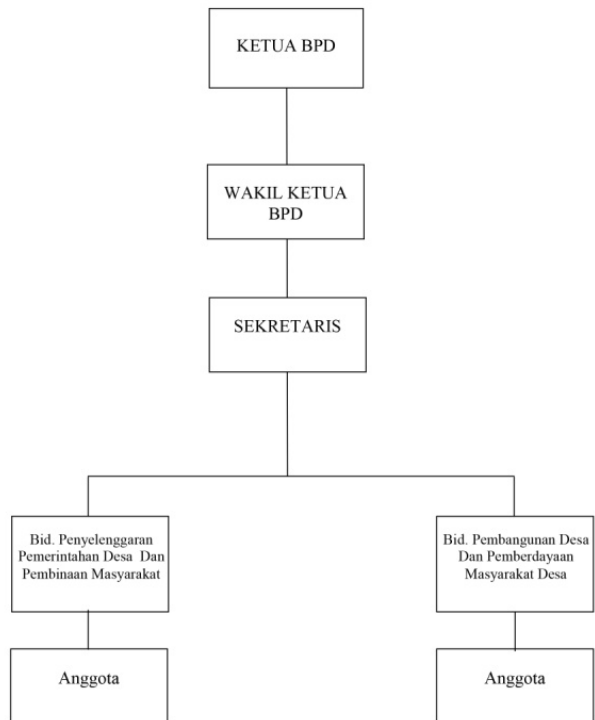 KETUA BPD
WAKIL KETUA
BPD
SEKRETARIS
Bid. Penyelenggaran
Pemerintahan Desa Dan
Pembinaan Masyarakat
Bid. Pembangunan Desa
Dan Pemberdayaan
Masyarakat Desa
Anggota
Anggota